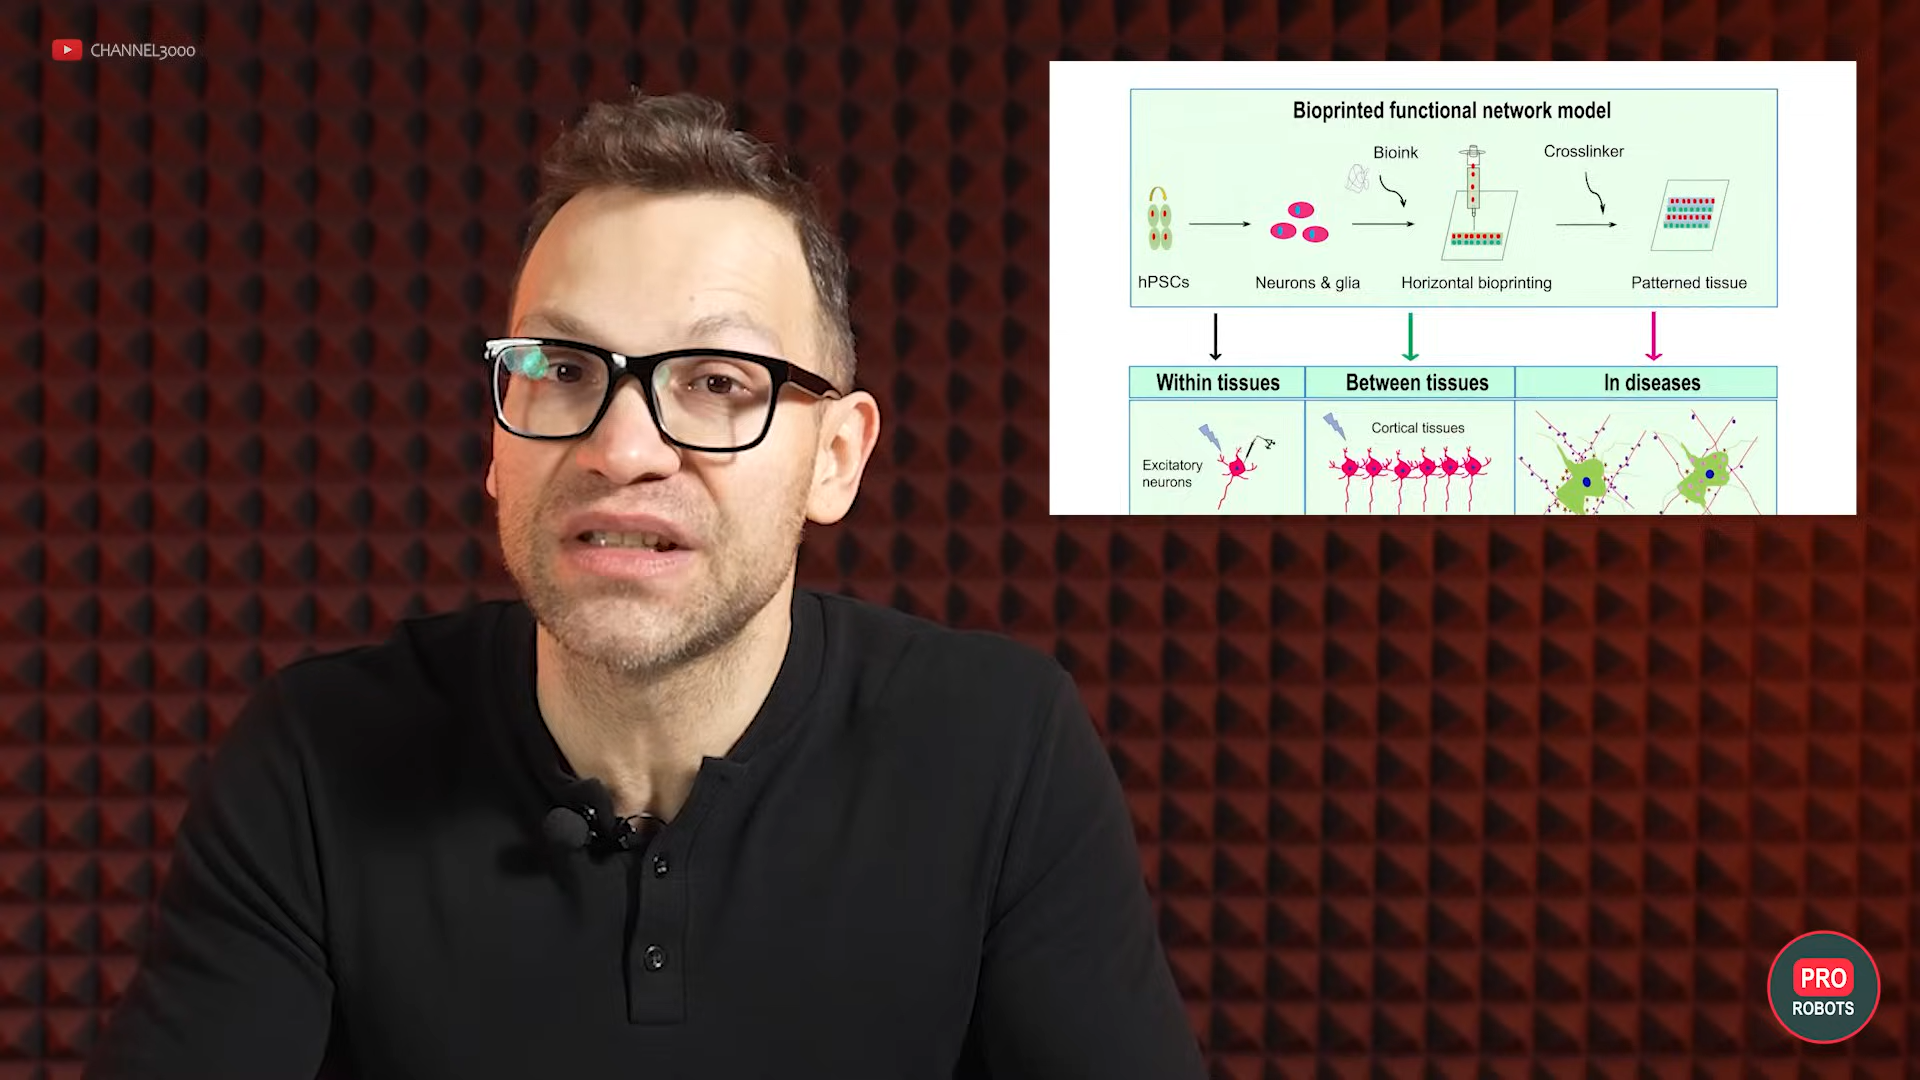 CHANNEL3000
Bioprinted functional network model
Bioink
Crosslinker
hPSCs
Neurons & glia
Horizontal bioprinting
Patterned tissue
Within tissues
Between tissues
In diseases
Excitatory
neurons
Cortical tissues
PRO
ROBOTS